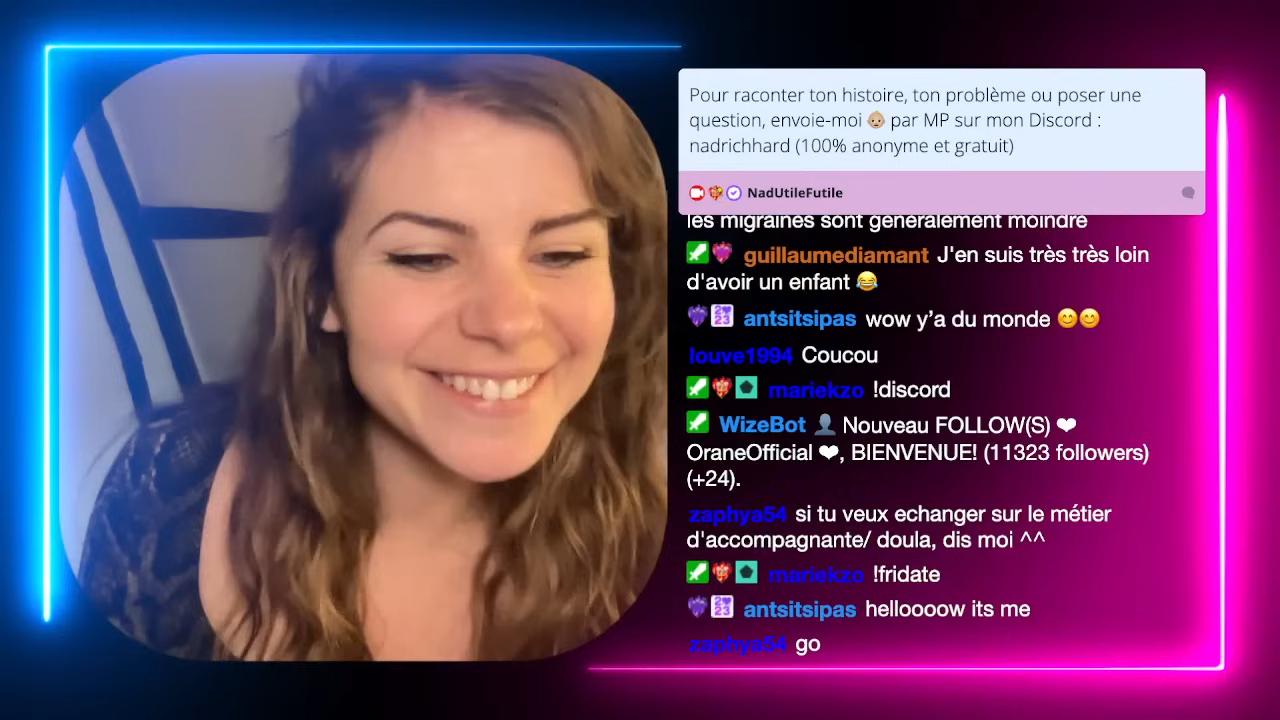 Pour raconter ton histoire, ton problème ou poser une
question, envoie-moi 👶🏼 par MP sur mon Discord :
nadrichhard (100% anonyme et gratuit)
NadUtileFutile
les migraines sont généralement moindre
guillaumediamant J'en suis très très loin
d'avoir un enfant 😂
2023 antsitsipas wow y’a du monde 😊😊
louve1994 Coucou
mariekzo !discord
WizeBot 👤 Nouveau FOLLOW(S) ❤
OraneOfficial ❤, BIENVENUE! (11323 followers)
(+24).
zaphya54 si tu veux echanger sur le métier
d'accompagnante/ doula, dis moi ^^
mariekzo !fridate
2023 antsitsipas helloooow its me
zaphya54 go